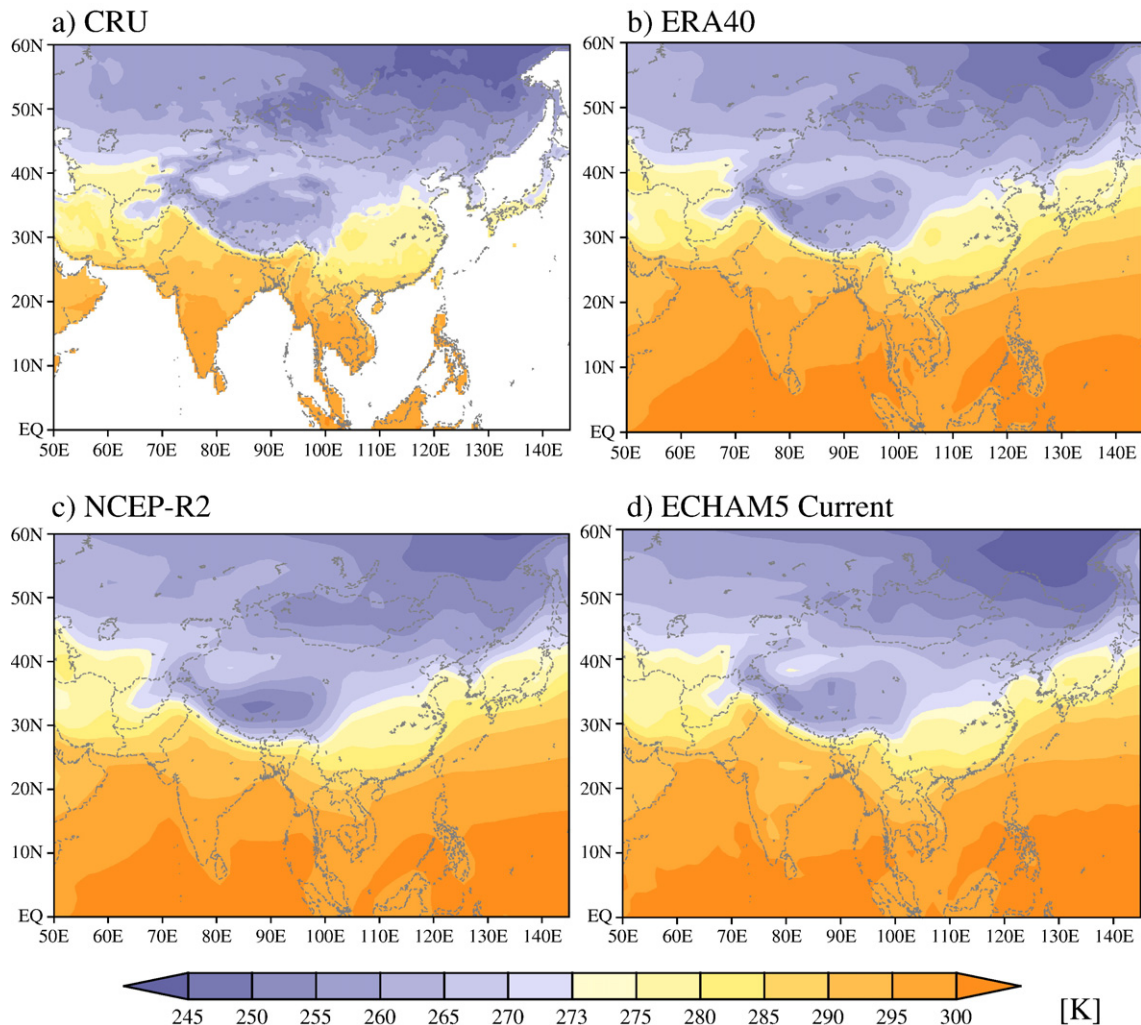 a) CRU
b) ERA40
60N
50N
40N
30N
20N
10N
EQ
50E 60E 70E 80E 90E 100E 110E 120E 130E 140E
60N
50N
40N
30N
20N
10N
EQ
50E 60E 70E 80E 90E 100E 110E 120E 130E 140E
c) NCEP-R2
d) ECHAM5 Current
60N
50N
40N
30N
20N
10N
EQ
50E 60E 70E 80E 90E 100E 110E 120E 130E 140E
60N
50N
40N
30N
20N
10N
EQ
50E 60E 70E 80E 90E 100E 110E 120E 130E 140E
245 250 255 260 265 270 273 275 280 285 290 295 300 [K]